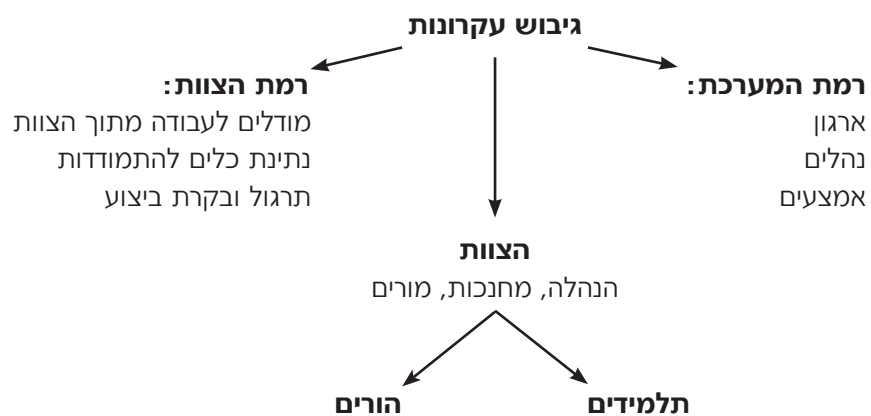 גיבוש עקרונות
רמת המערכת:
ארגון
נהלים
אמצעים
רמת הצוות:
מודלים לעבודה מתוך הצוות
נתינת כלים להתמודדות
תרגול ובקרת ביצוע
הצוות
הנהלה, מחנכות, מורים
תלמידים
הורים